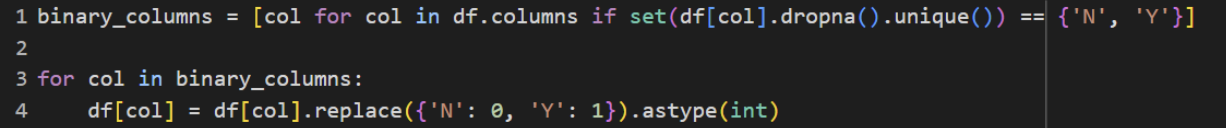 1 binary_columns = [col for col in df.columns if set(df[col].dropna().unique()) == {'N', 'Y'}]
2
3 for col in binary_columns:
4     df[col] = df[col].replace({'N': 0, 'Y': 1}).astype(int)